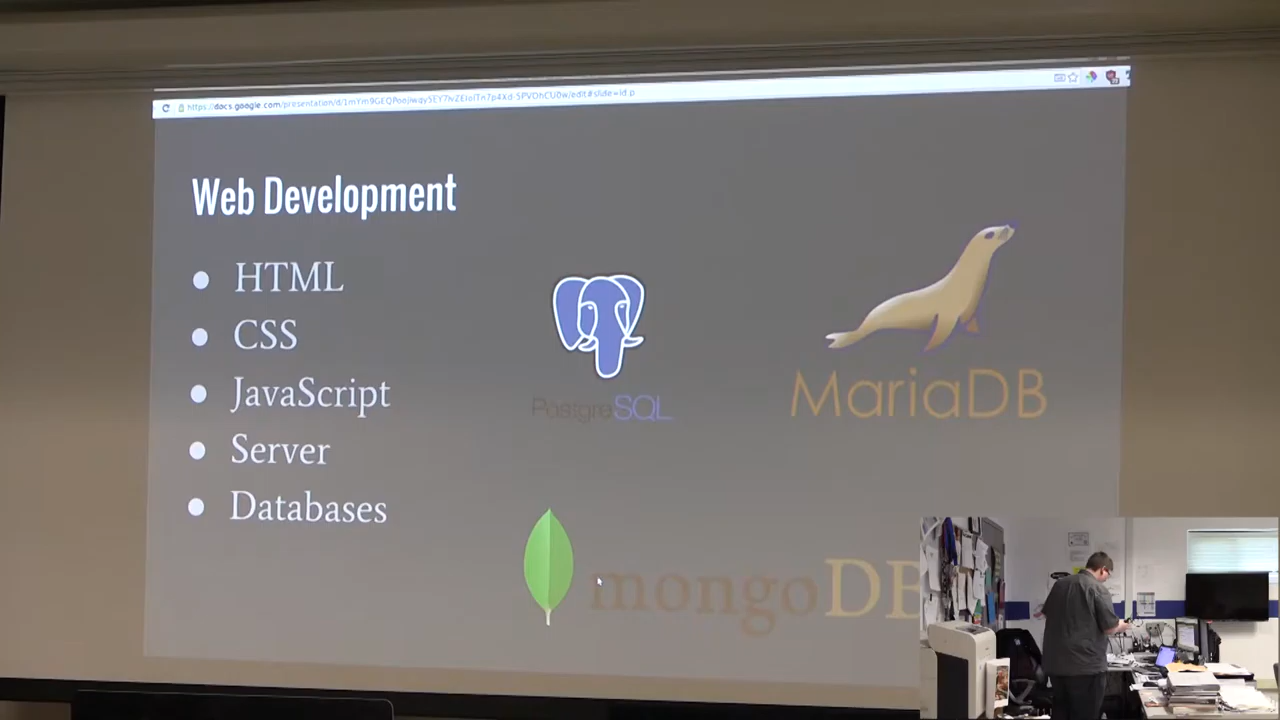 Web Development
HTML
CSS
JavaScript
Server
Databases
PostgreSQL
MariaDB
mongoDB